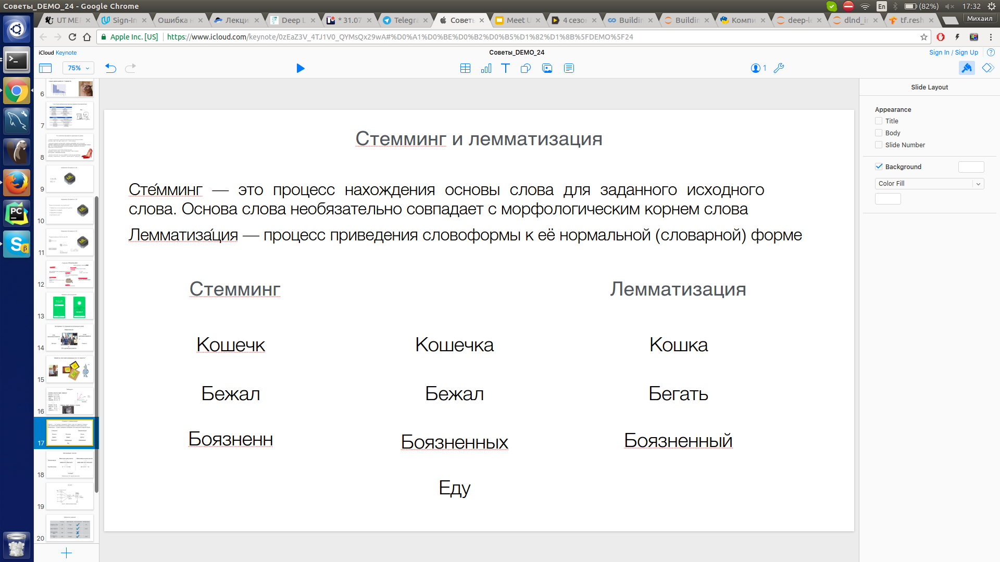 Советы_DEMO_24 - Google Chrome
En
(82%)
17:32
UT MEI
Sign-In
Ошибка н
Лекци
Deep L
* 31.07
Telegra
Советы
Meet U
4 сезо
Buildin
Buildin
Компи
deep-le
dlnd_ir
tf.resh
Михаил
Apple Inc. [US]
https://www.icloud.com/keynote/0zEaZ3V_4TJ1V0_QYMsQx29wA#%D0%A1%D0%BE%D0%B2%D0%B5%D1%82%D1%8B%5FDEMO%5F24
iCloud Keynote
Советы_DEMO_24
Sign In / Sign Up
75%
1
Slide Layout
Appearance
Title
Body
Slide Number
Background
Color Fill
6
7
8
9
10
11
12
13
14
15
16
17
18
19
20
Стемминг и лемматизация
Сте́мминг — это процесс нахождения основы слова для заданного исходного
слова. Основа слова необязательно совпадает с морфологическим корнем слова
Лемматиза́ция — процесс приведения словоформы к её нормальной (словарной) форме
Стемминг Лемматизация
Кошечк Кошечка Кошка
Бежал Бежал Бегать
Боязненн Боязненных Боязненный
Еду